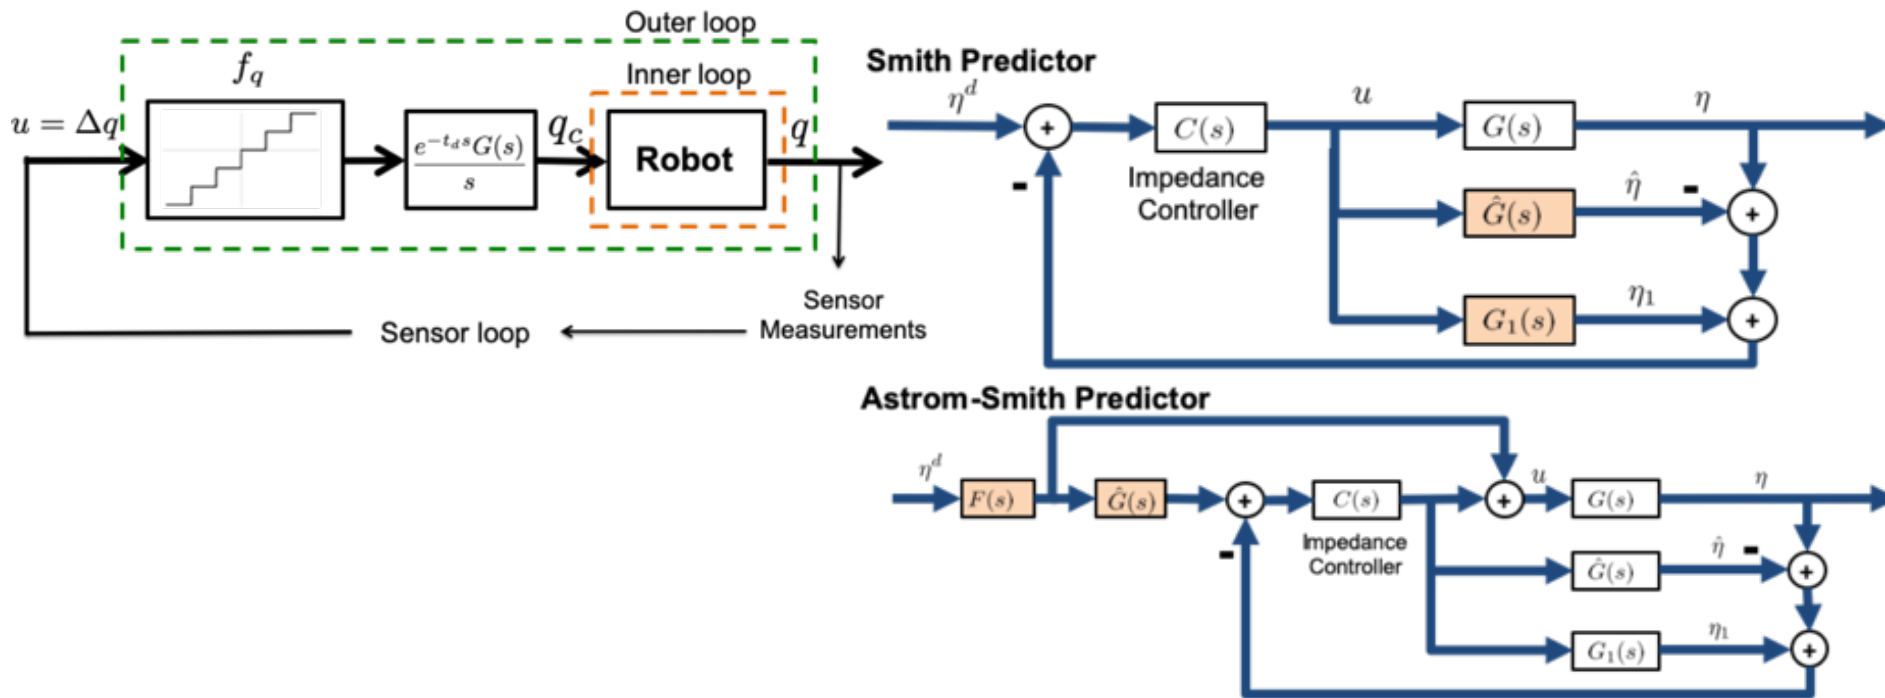 Outer loop
f_q
Inner loop
u = Δq
e^{-t_d s}G(s)
s
q_c
Robot
q
Sensor
Measurements
Sensor loop
Smith Predictor
η^d
+
C(s)
u
G(s)
η
-
Impedance
Controller
Ĝ(s)
η̂
-
+
G_1(s)
η_1
+
Astrom-Smith Predictor
η^d
F(s)
Ĝ(s)
+
C(s)
+
u
G(s)
η
-
Impedance
Controller
Ĝ(s)
η̂
-
+
G_1(s)
η_1
+